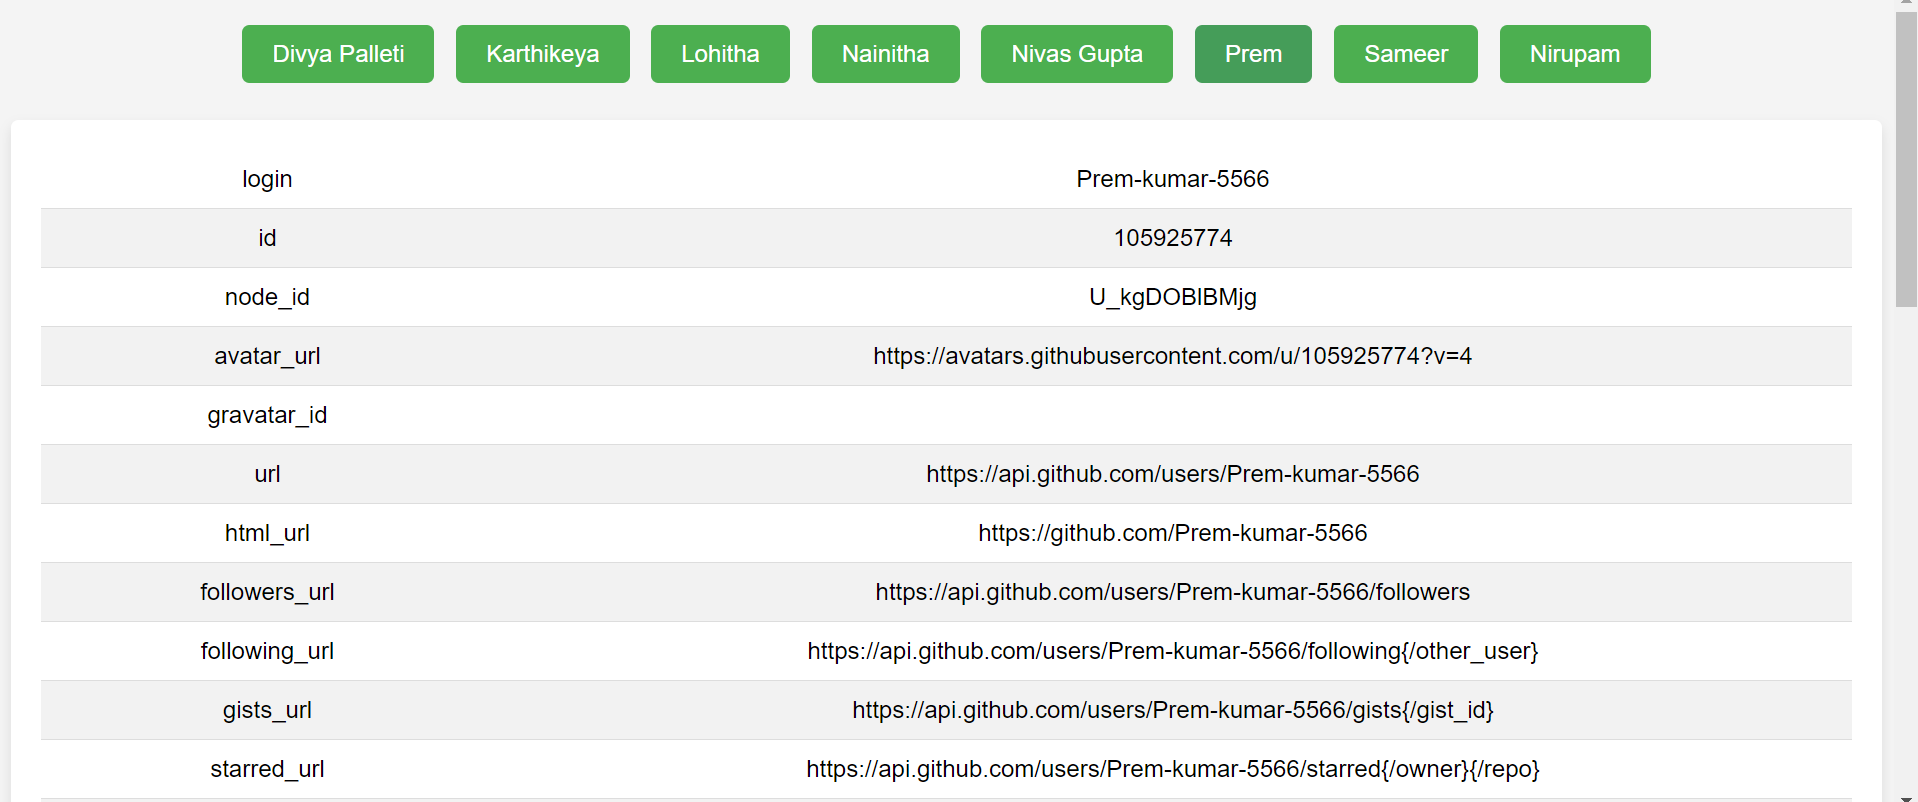 Divya Palleti Karthikeya Lohitha Nainitha Nivas Gupta Prem Sameer Nirupam
login Prem-kumar-5566
id 105925774
node_id U_kgDOBlBMjg
avatar_url https://avatars.githubusercontent.com/u/105925774?v=4
gravatar_id
url https://api.github.com/users/Prem-kumar-5566
html_url https://github.com/Prem-kumar-5566
followers_url https://api.github.com/users/Prem-kumar-5566/followers
following_url https://api.github.com/users/Prem-kumar-5566/following{/other_user}
gists_url https://api.github.com/users/Prem-kumar-5566/gists{/gist_id}
starred_url https://api.github.com/users/Prem-kumar-5566/starred{/owner}{/repo}